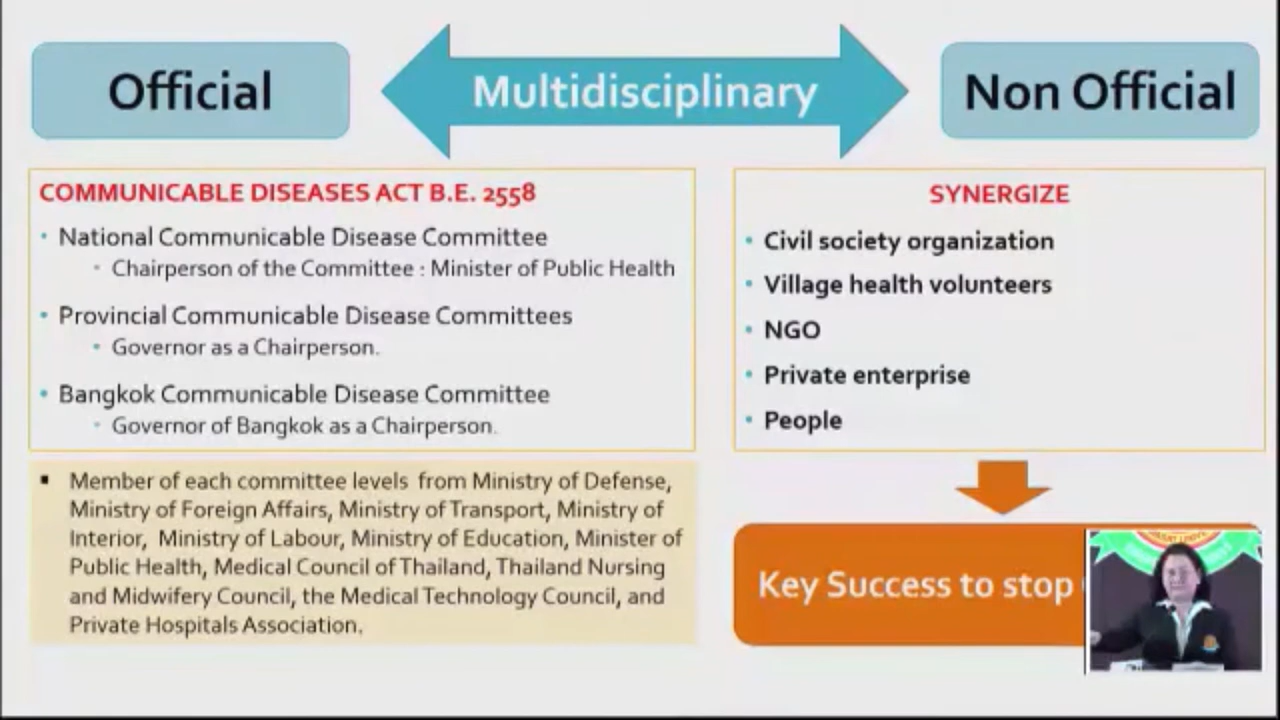 Official
Multidisciplinary
Non Official
COMMUNICABLE DISEASES ACT B.E. 2558
• National Communicable Disease Committee
• Chairperson of the Committee : Minister of Public Health
• Provincial Communicable Disease Committees
• Governor as a Chairperson.
• Bangkok Communicable Disease Committee
• Governor of Bangkok as a Chairperson.
▪ Member of each committee levels from Ministry of Defense,
Ministry of Foreign Affairs, Ministry of Transport, Ministry of
Interior, Ministry of Labour, Ministry of Education, Minister of
Public Health, Medical Council of Thailand, Thailand Nursing
and Midwifery Council, the Medical Technology Council, and
Private Hospitals Association.
SYNERGIZE
• Civil society organization
• Village health volunteers
• NGO
• Private enterprise
• People
Key Success to stop